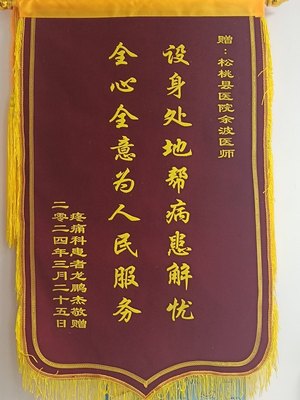 赠：松桃县医院余波医师
设身处地帮病患解忧
全心全意为人民服务
疼痛科患者龙鹏杰敬赠
二零二四年三月二十五日